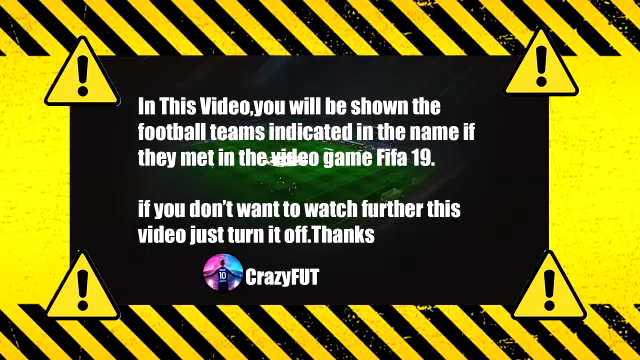 In This Video,you will be shown the
football teams indicated in the name if
they met in the video game Fifa 19.
if you don't want to watch further this
video just turn it off.Thanks
10
CrazyFUT